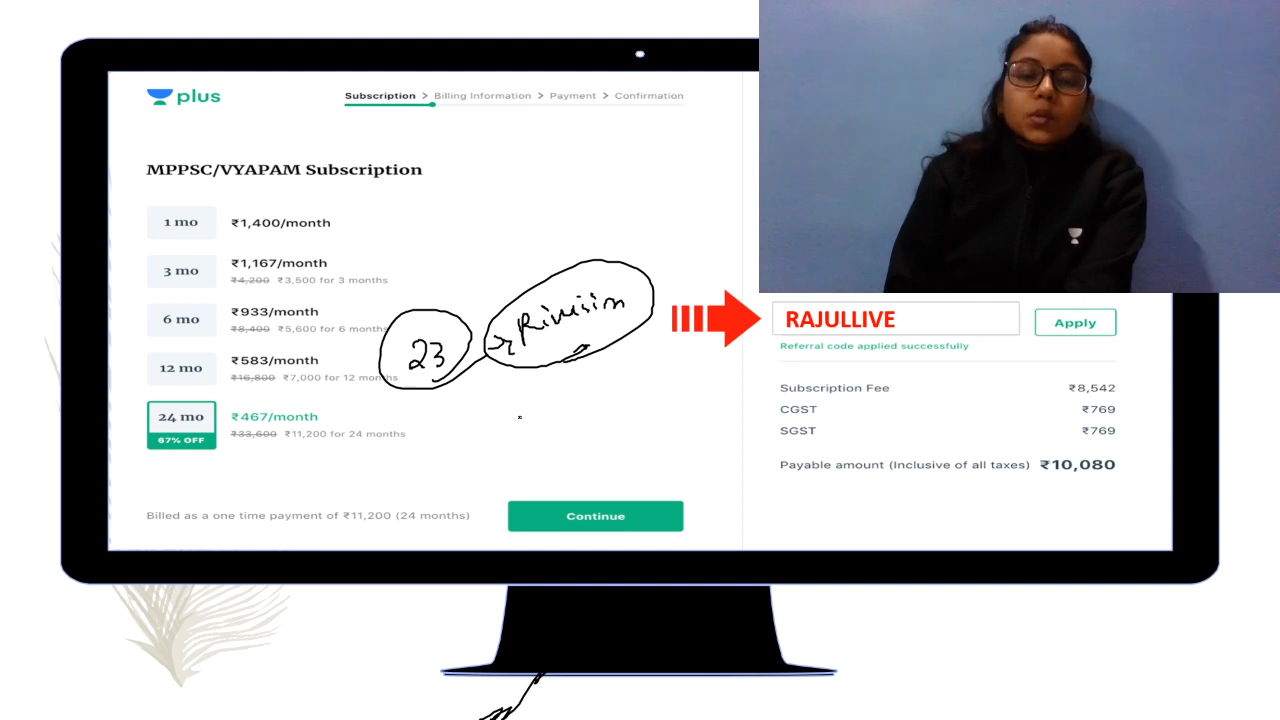 plus
Subscription > Billing Information > Payment > Confirmation
MPPSC/VYAPAM Subscription
1 mo ₹1,400/month
3 mo ₹1,167/month
₹4,200 ₹3,500 for 3 months
6 mo ₹933/month
₹8,400 ₹5,600 for 6 months
12 mo ₹583/month
₹16,800 ₹7,000 for 12 months
24 mo ₹467/month
67% OFF ₹33,600 ₹11,200 for 24 months
Billed as a one time payment of ₹11,200 (24 months) Continue
23
Rivision
RAJULLIVE Apply
Referral code applied successfully
Subscription Fee ₹8,542
CGST ₹769
SGST ₹769
Payable amount (Inclusive of all taxes) ₹10,080